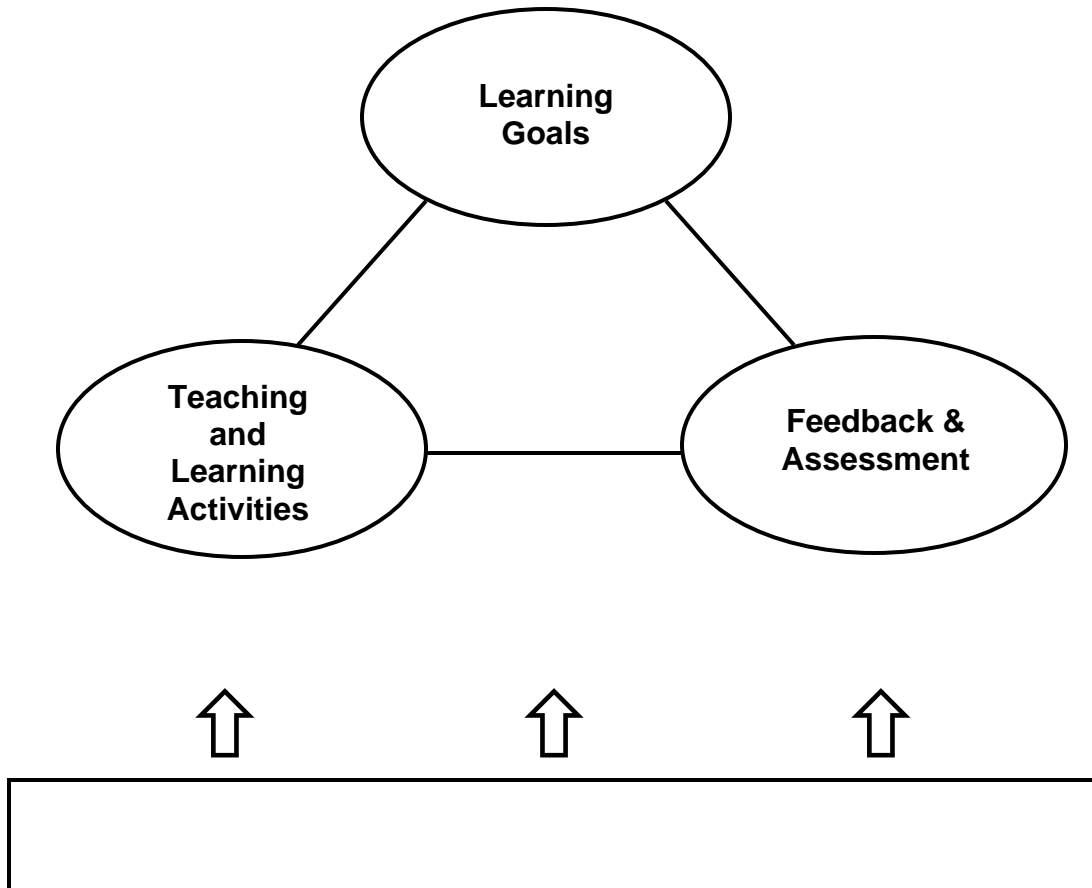 Learning
Goals
Teaching
and
Learning
Activities
Feedback &
Assessment